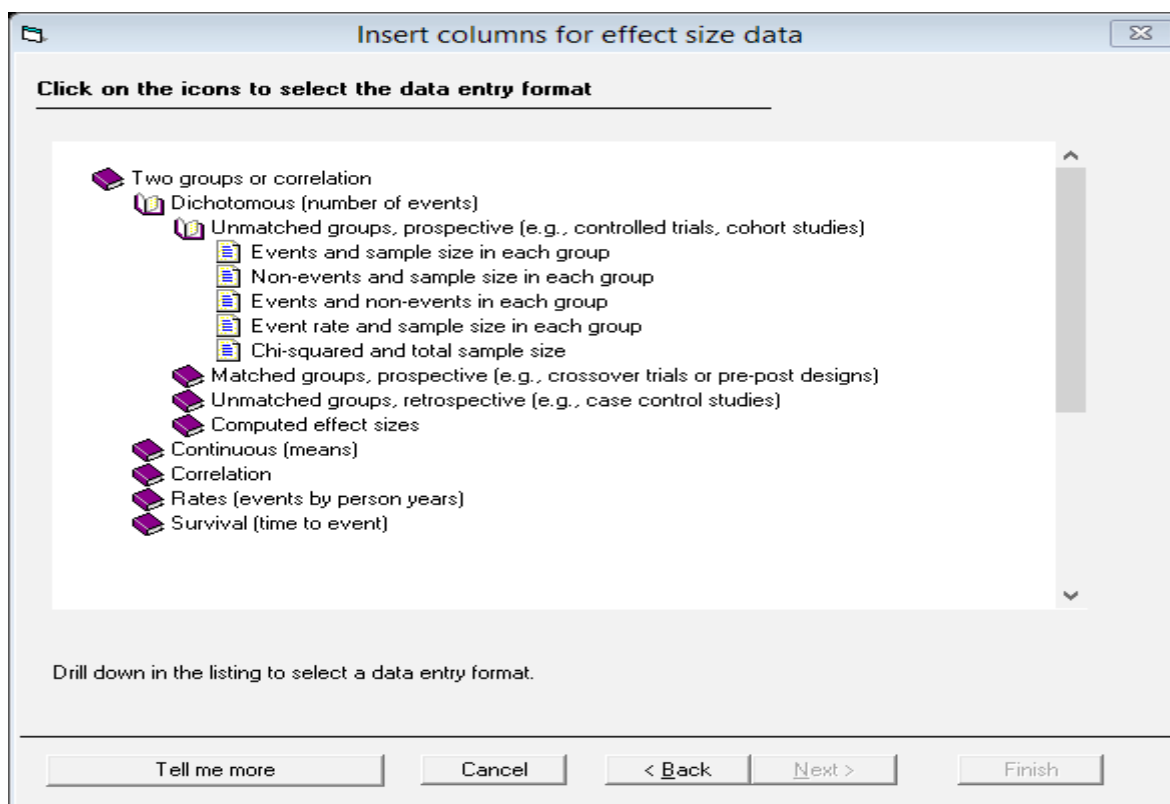 Insert columns for effect size data
Click on the icons to select the data entry format
Two groups or correlation
Dichotomous (number of events)
Unmatched groups, prospective (e.g., controlled trials, cohort studies)
Events and sample size in each group
Non-events and sample size in each group
Events and non-events in each group
Event rate and sample size in each group
Chi-squared and total sample size
Matched groups, prospective (e.g., crossover trials or pre-post designs)
Unmatched groups, retrospective (e.g., case control studies)
Computed effect sizes
Continuous (means)
Correlation
Rates (events by person years)
Survival (time to event)
Drill down in the listing to select a data entry format.
Tell me more Cancel < Back Next > Finish